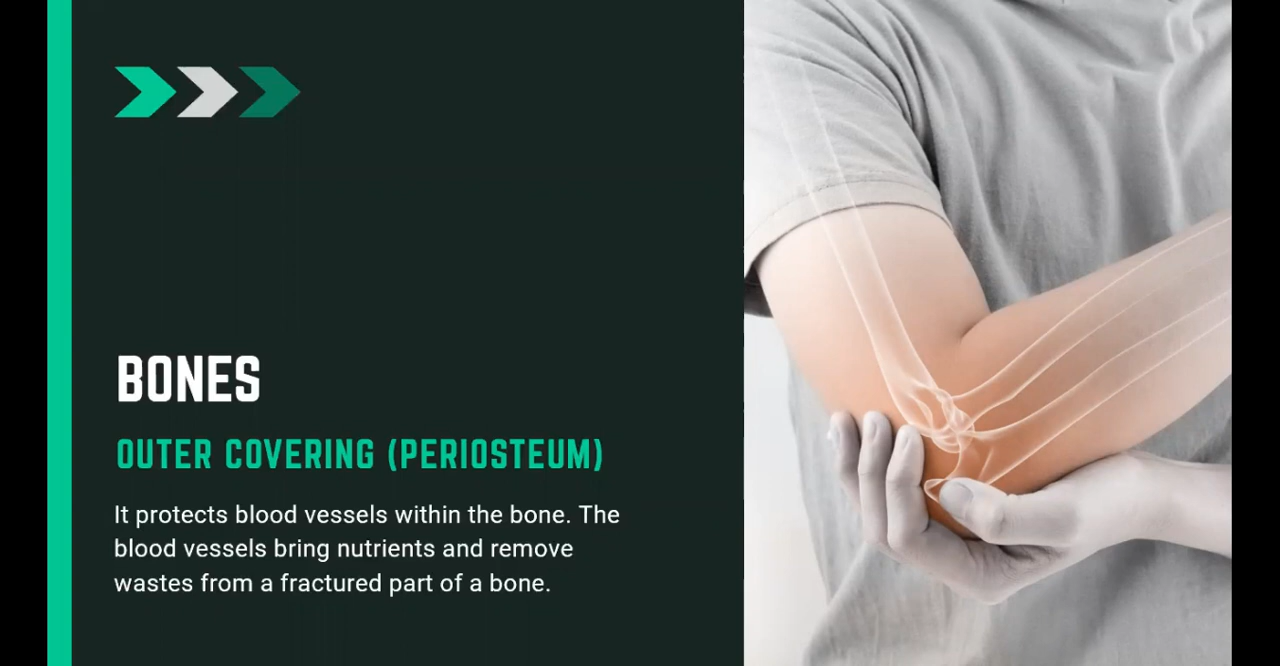 BONES
OUTER COVERING (PERIOSTEUM)
It protects blood vessels within the bone. The
blood vessels bring nutrients and remove
wastes from a fractured part of a bone.